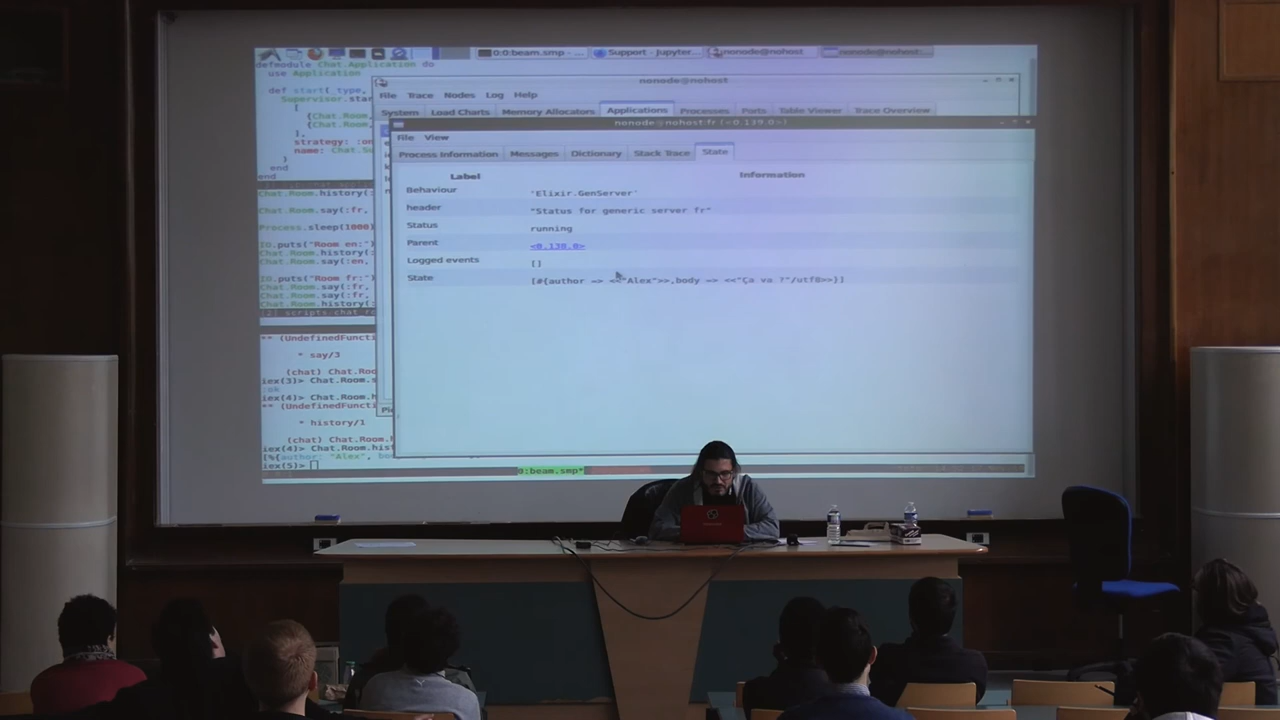 0:0:beam.smp - ...
Support - Jupyter...
nonode@nohost
nonode@nohost:
defmodule Chat.Application do
use Application
def start(_type,
Supervisor.star
[
{Chat.Room,
{Chat.Room,
],
strategy: :on
name: Chat.Su
)
end
end
Chat.Room.history(:
Chat.Room.say(:fr,
Process.sleep(1000)
IO.puts("Room en:")
Chat.Room.history(:
Chat.Room.say(:en,
IO.puts("Room fr:")
Chat.Room.say(:fr,
Chat.Room.say(:fr,
Chat.Room.history(:
** (UndefinedFuncti
* say/3
(chat) Chat.Roo
iex(3)> Chat.Room.s
:ok
iex(4)> Chat.Room.h
** (UndefinedFuncti
* history/1
(chat) Chat.Room.h
iex(4)> Chat.Room.his
[%{author: "Alex", bo
iex(5)>
0:beam.smp*
nonode@nohost
File Trace Nodes Log Help
System Load Charts Memory Allocators Applications Processes Ports Table Viewer Trace Overview
nonode@nohost:fr (<0.139.0>)
File View
Process Information Messages Dictionary Stack Trace State
Label Information
Behaviour 'Elixir.GenServer'
header "Status for generic server fr"
Status running
Parent <0.138.0>
Logged events []
State [#{author => <<"Alex">>,body => <<"Ça va ?"/utf8>>}]